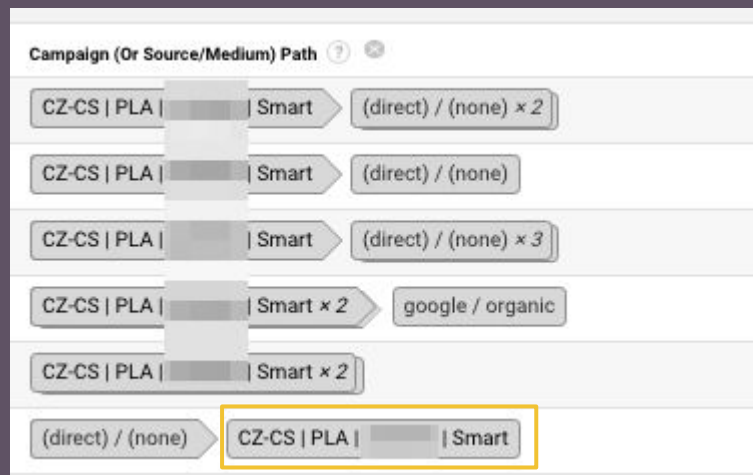 Campaign (Or Source/Medium) Path ?
CZ-CS | PLA | | Smart (direct) / (none) × 2
CZ-CS | PLA | | Smart (direct) / (none)
CZ-CS | PLA | | Smart (direct) / (none) × 3
CZ-CS | PLA | | Smart × 2 google / organic
CZ-CS | PLA | | Smart × 2
(direct) / (none) CZ-CS | PLA | | Smart